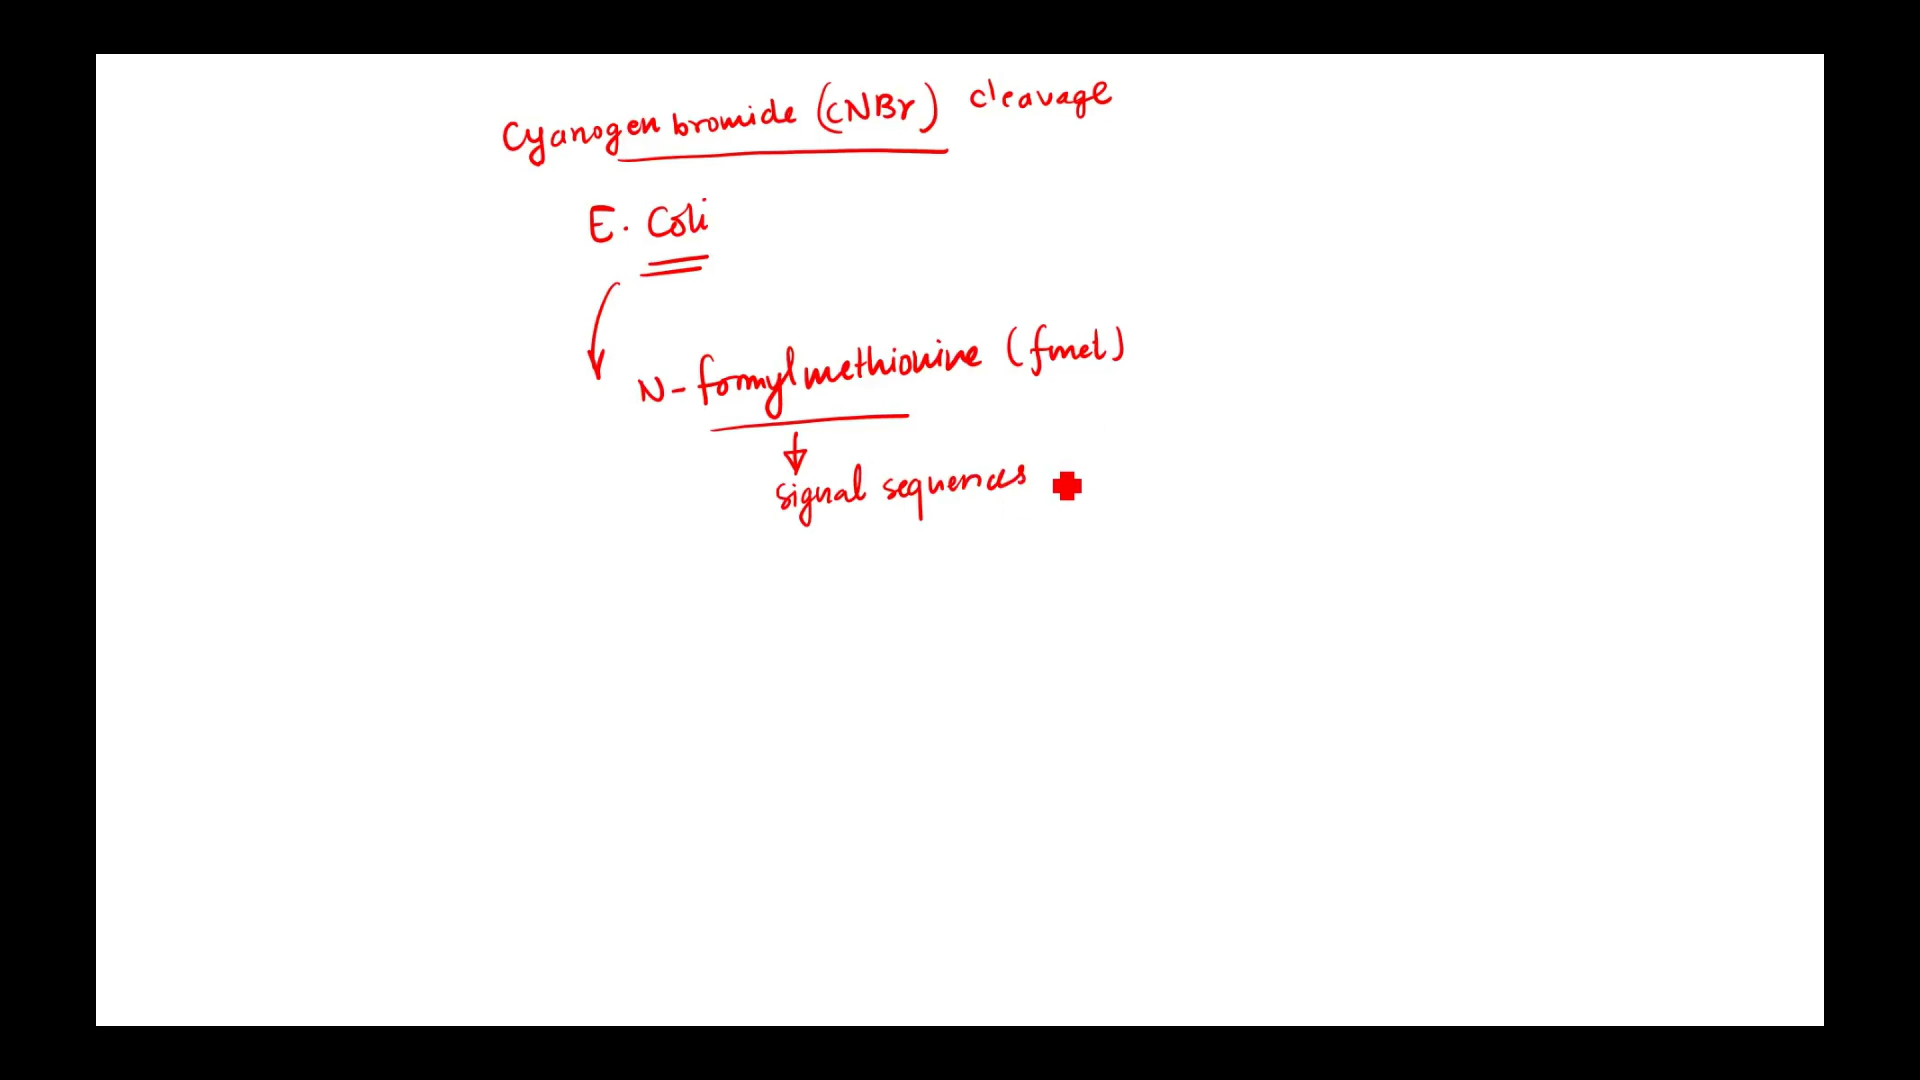 Cyanogen bromide (CNBr) cleavage
E. Coli
N-formylmethionine (fmet)
signal sequences